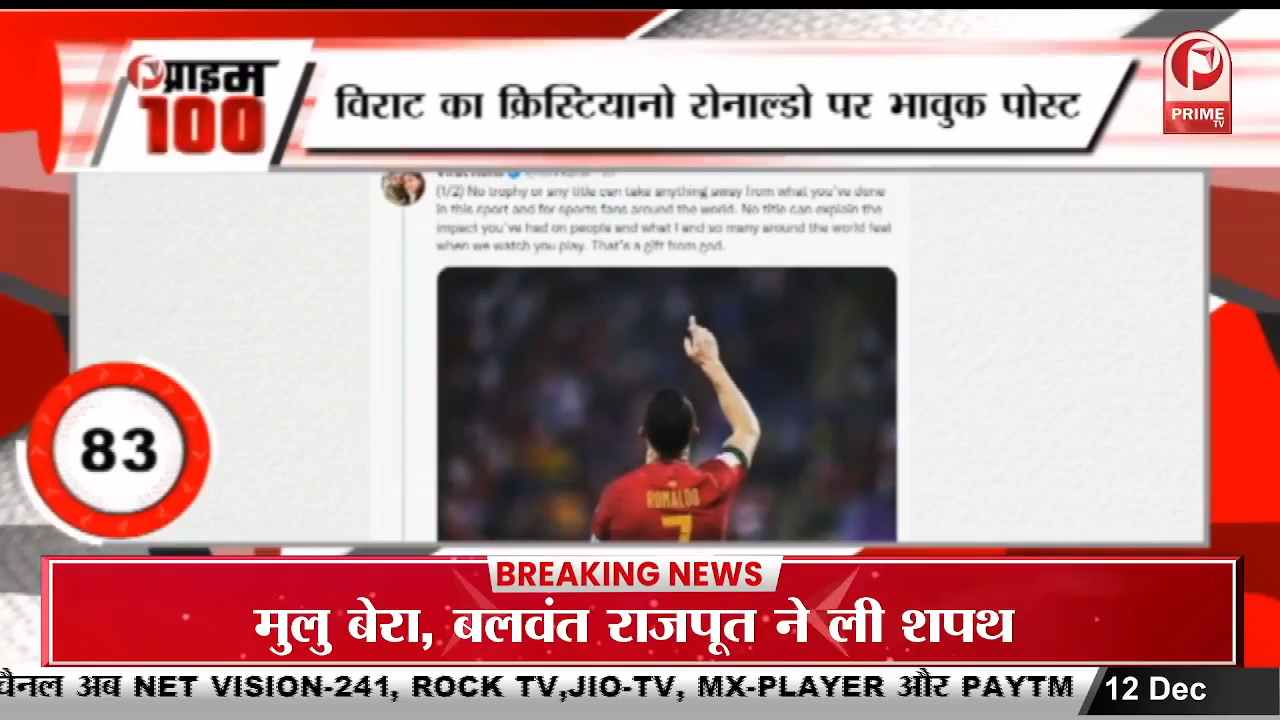 प्राइम
100
विराट का क्रिस्टियानो रोनाल्डो पर भावुक पोस्ट
PRIME
TV
(1/2) No trophy or any title can take anything away from what you've done
in this sport and for sports fans around the world. No title can explain the
impact you've had on people and what I and so many around the world feel
when we watch you play. That's a gift from god.
RONALDO
7
83
BREAKING NEWS
मुलु बेरा, बलवंत राजपूत ने ली शपथ
चैनल अब NET VISION-241, ROCK TV,JIO-TV, MX-PLAYER और PAYTM
12 Dec